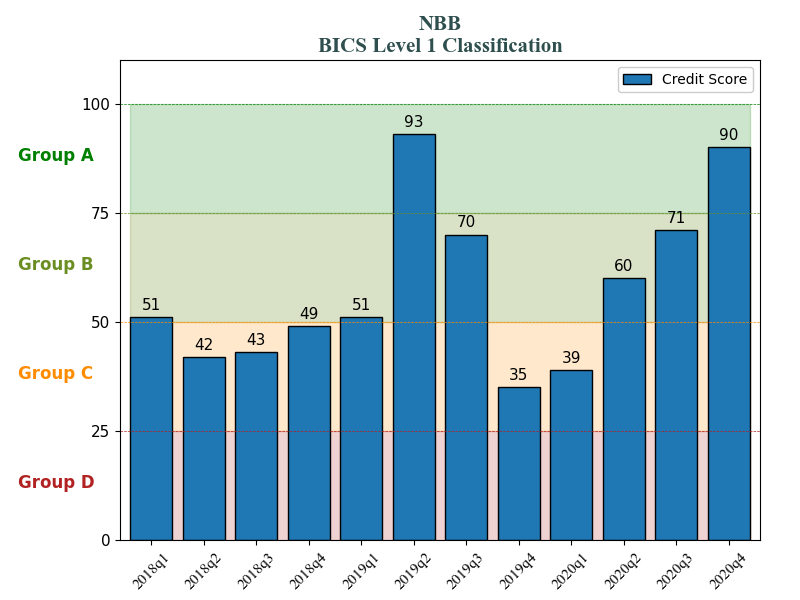 NBB
BICS Level 1 Classification
Credit Score
100
75
50
25
0
Group A
Group B
Group C
Group D
51
42
43
49
51
93
70
35
39
60
71
90
2018q1
2018q2
2018q3
2018q4
2019q1
2019q2
2019q3
2019q4
2020q1
2020q2
2020q3
2020q4